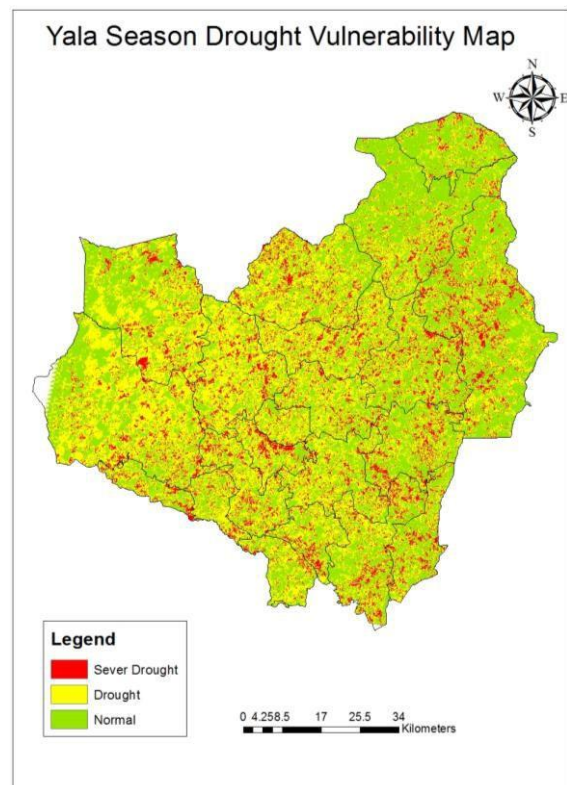 Yala Season Drought Vulnerability Map
N
W E
S
Legend
Sever Drought
Drought
Normal
0 4.258.5 17 25.5 34
Kilometers